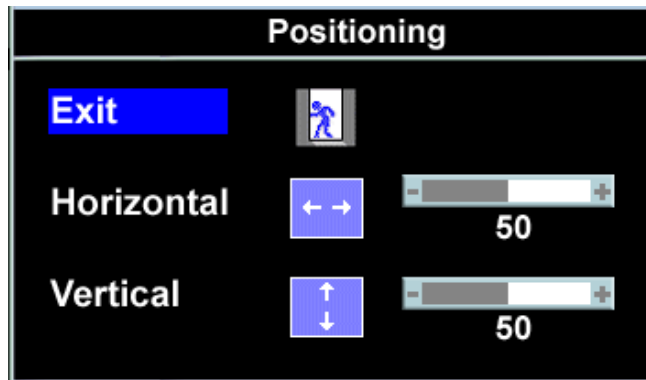 Positioning
Exit
Horizontal
- +
50
Vertical
- +
50